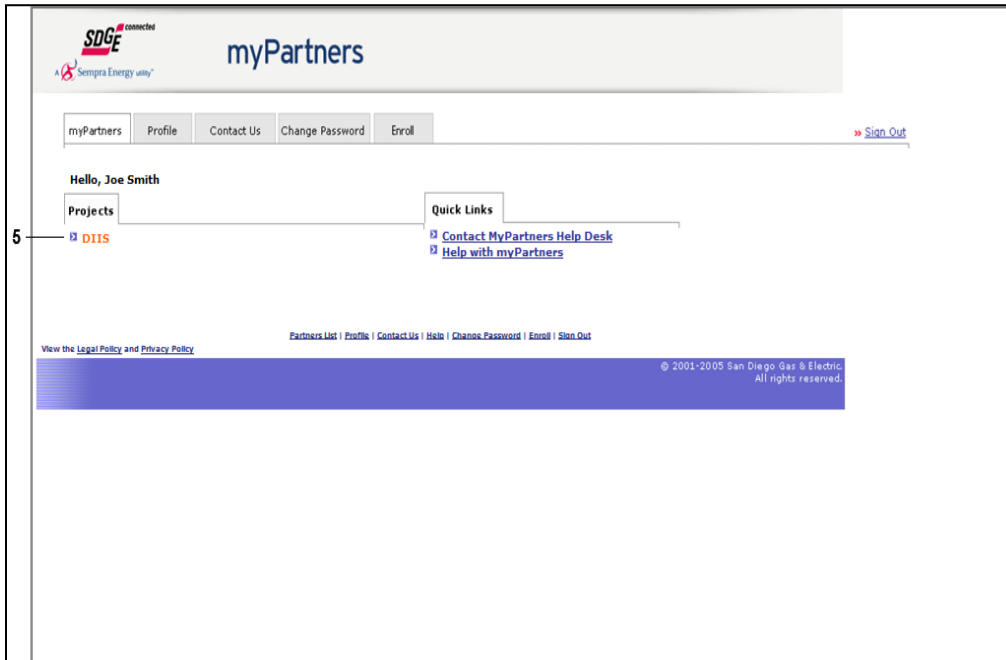 SDGE connected
A Sempra Energy utility®
myPartners
myPartners Profile Contact Us Change Password Enroll
» Sign Out
Hello, Joe Smith
Projects
5
DIIS
Quick Links
Contact MyPartners Help Desk
Help with myPartners
Partners List | Profile | Contact Us | Help | Change Password | Enroll | Sign Out
View the Legal Policy and Privacy Policy
© 2001-2005 San Diego Gas & Electric.
All rights reserved.